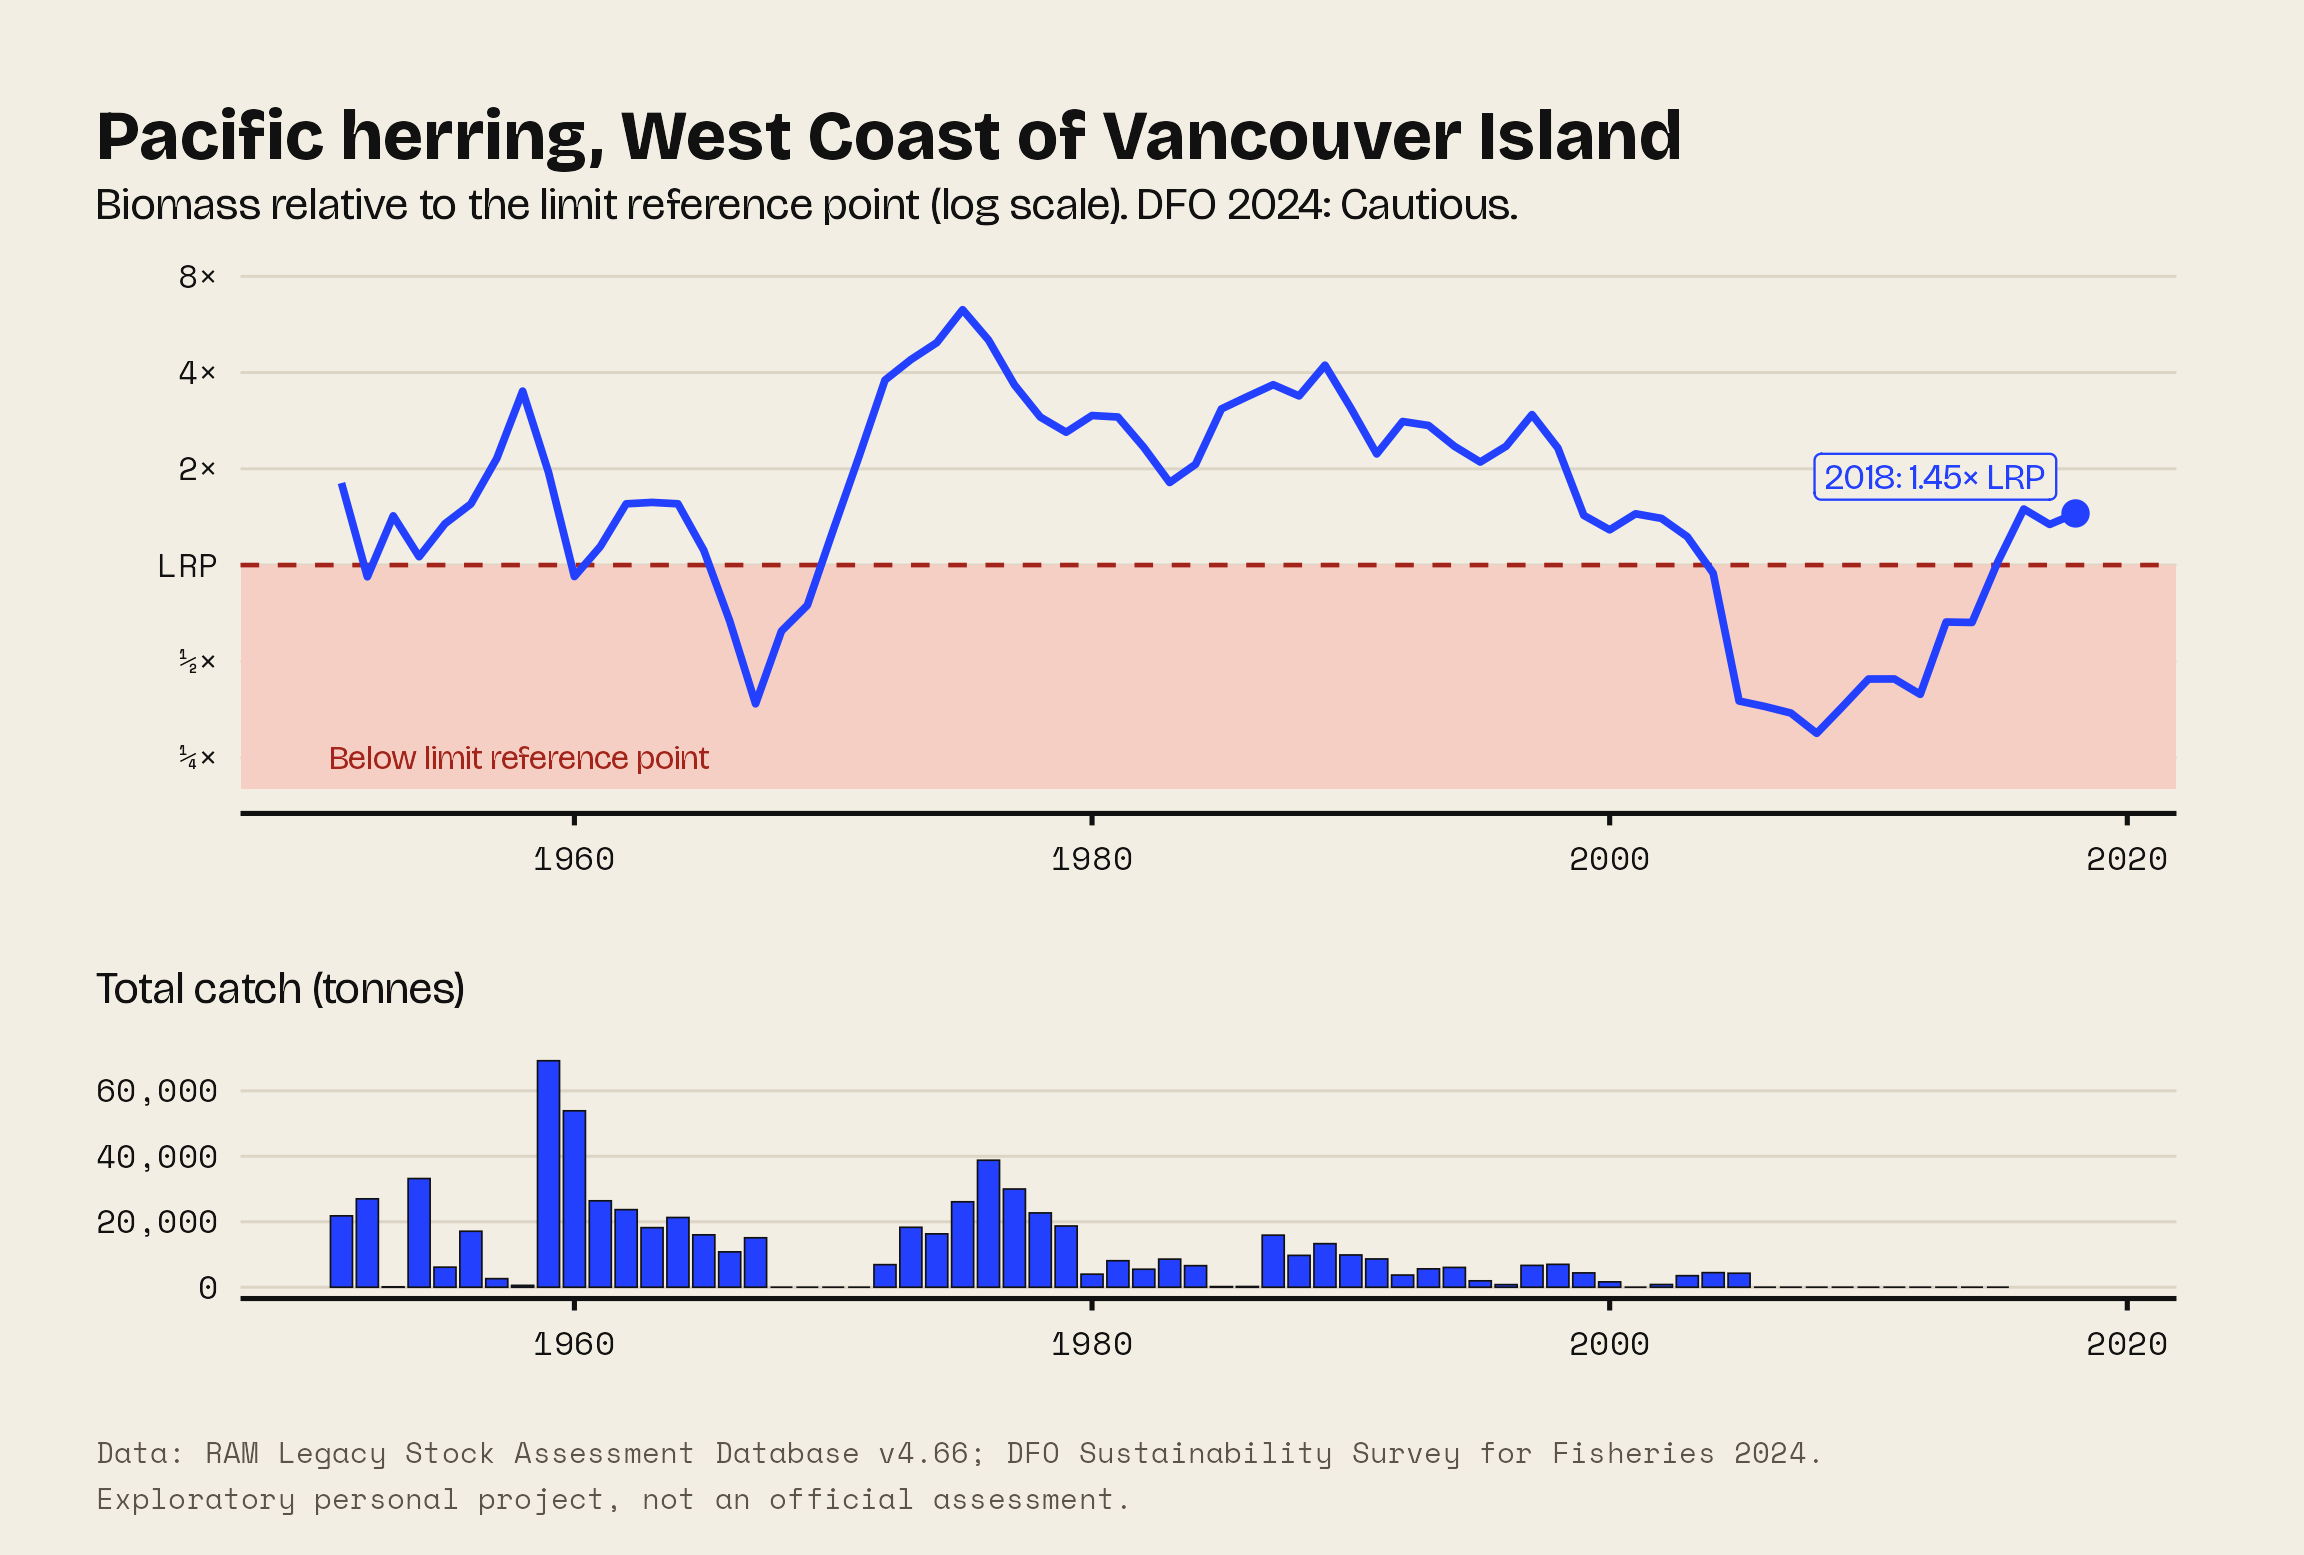 Pacific herring, West Coast of Vancouver Island
Biomass relative to the limit reference point (log scale). DFO 2024: Cautious.
8×
4×
2×
2018: 1.45× LRP
LRP
½×
¼×
Below limit reference point
1960 1980 2000 2020
Total catch (tonnes)
60,000
40,000
20,000
0
1960 1980 2000 2020
Data: RAM Legacy Stock Assessment Database v4.66; DFO Sustainability Survey for Fisheries 2024.
Exploratory personal project, not an official assessment.